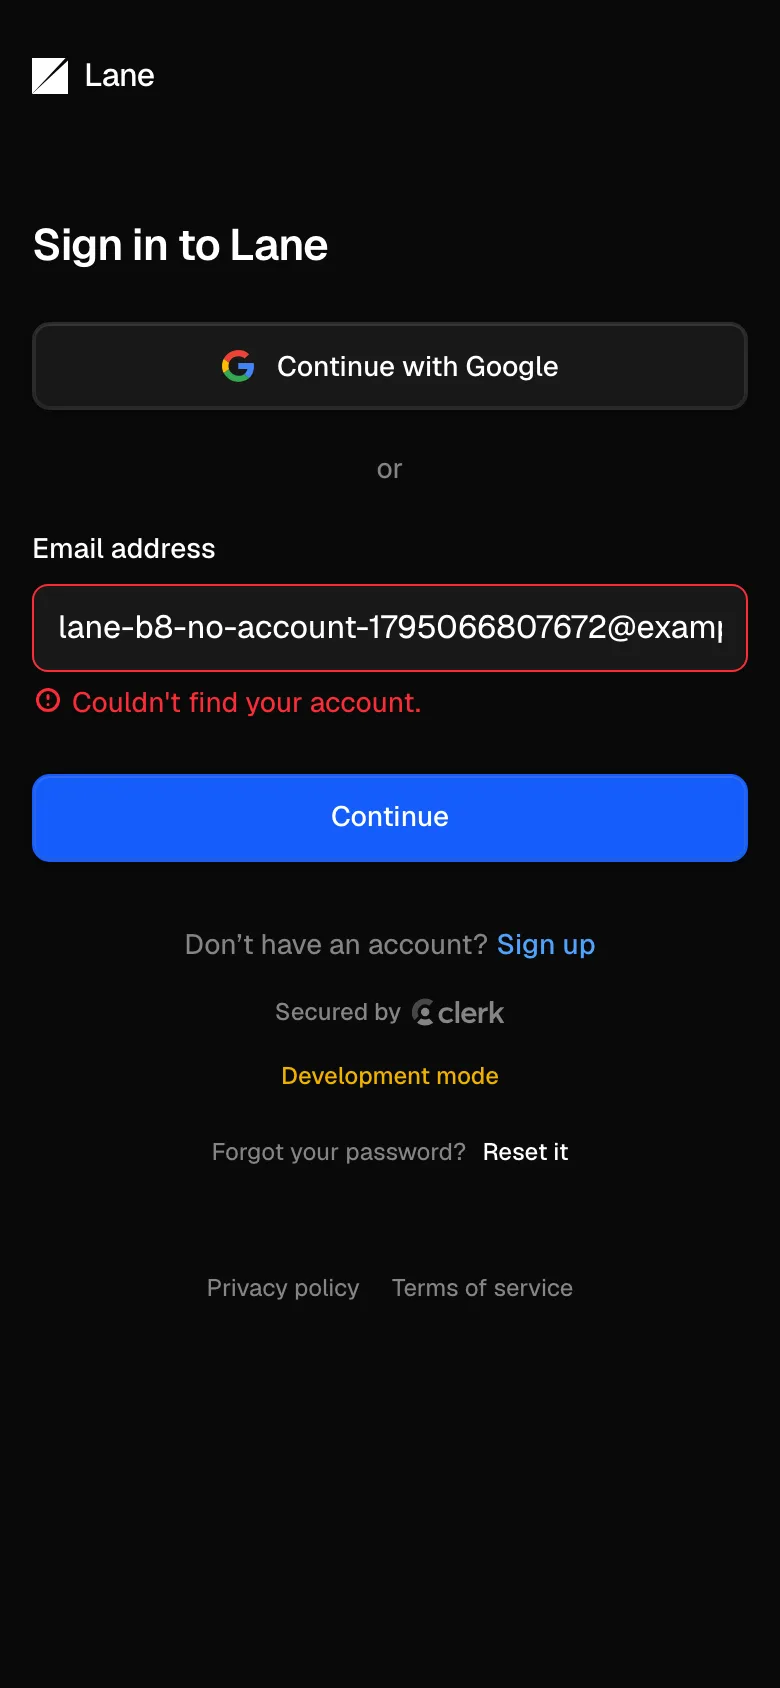 Lane
Sign in to Lane
Continue with Google
or
Email address
lane-b8-no-account-1795066807672@examp
Couldn't find your account.
Continue
Don’t have an account? Sign up
Secured by clerk
Development mode
Forgot your password? Reset it
Privacy policy Terms of service